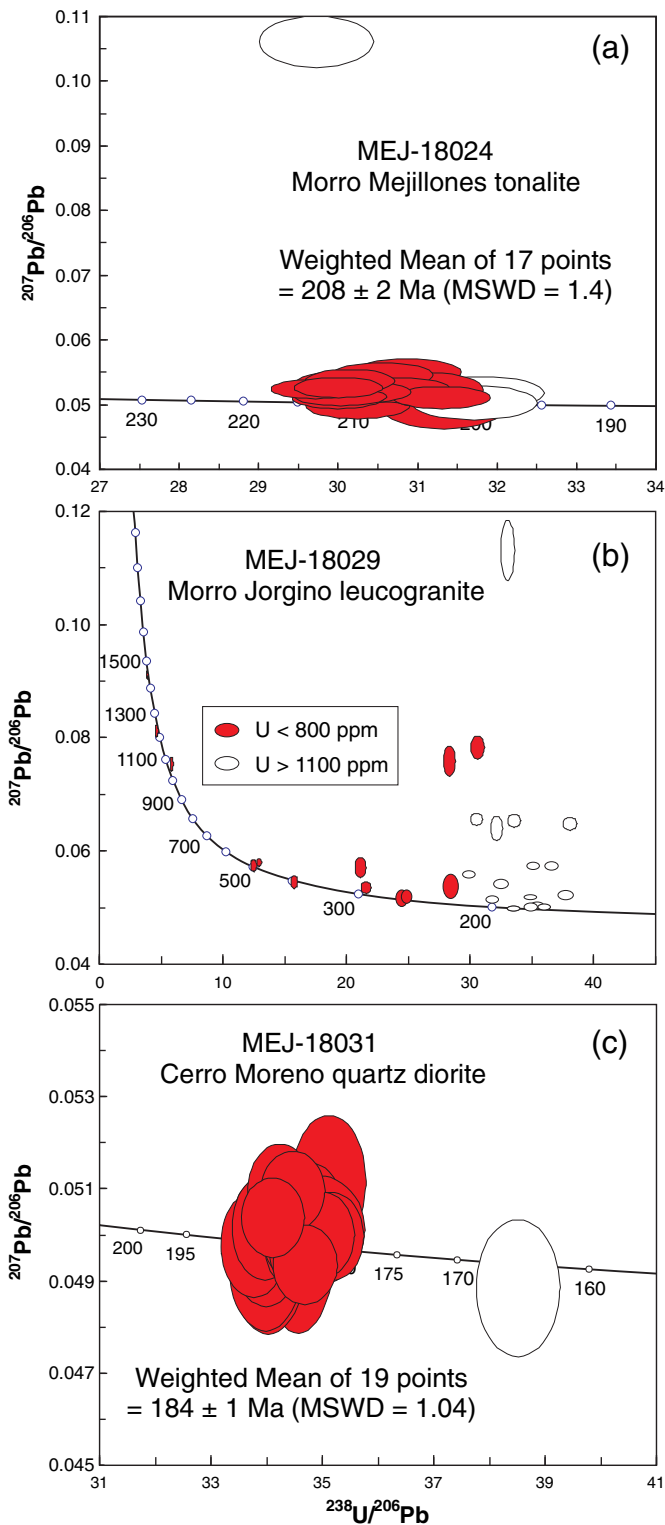 0.11
0.10
0.09
0.08
0.07
0.06
0.05
0.04
²⁰⁷Pb/²⁰⁶Pb
(a)
MEJ-18024
Morro Mejillones tonalite
Weighted Mean of 17 points
= 208 ± 2 Ma (MSWD = 1.4)
230 220 210 200 190
27 28 29 30 31 32 33 34
0.12
0.10
0.08
0.06
0.04
²⁰⁷Pb/²⁰⁶Pb
(b)
MEJ-18029
Morro Jorgino leucogranite
U < 800 ppm
U > 1100 ppm
1500
1300
1100
900
700
500
300
200
0 10 20 30 40
0.055
0.053
0.051
0.049
0.047
0.045
²⁰⁷Pb/²⁰⁶Pb
(c)
MEJ-18031
Cerro Moreno quartz diorite
200 195 175 170 160
Weighted Mean of 19 points
= 184 ± 1 Ma (MSWD = 1.04)
31 33 35 37 39 41
²³⁸U/²⁰⁶Pb